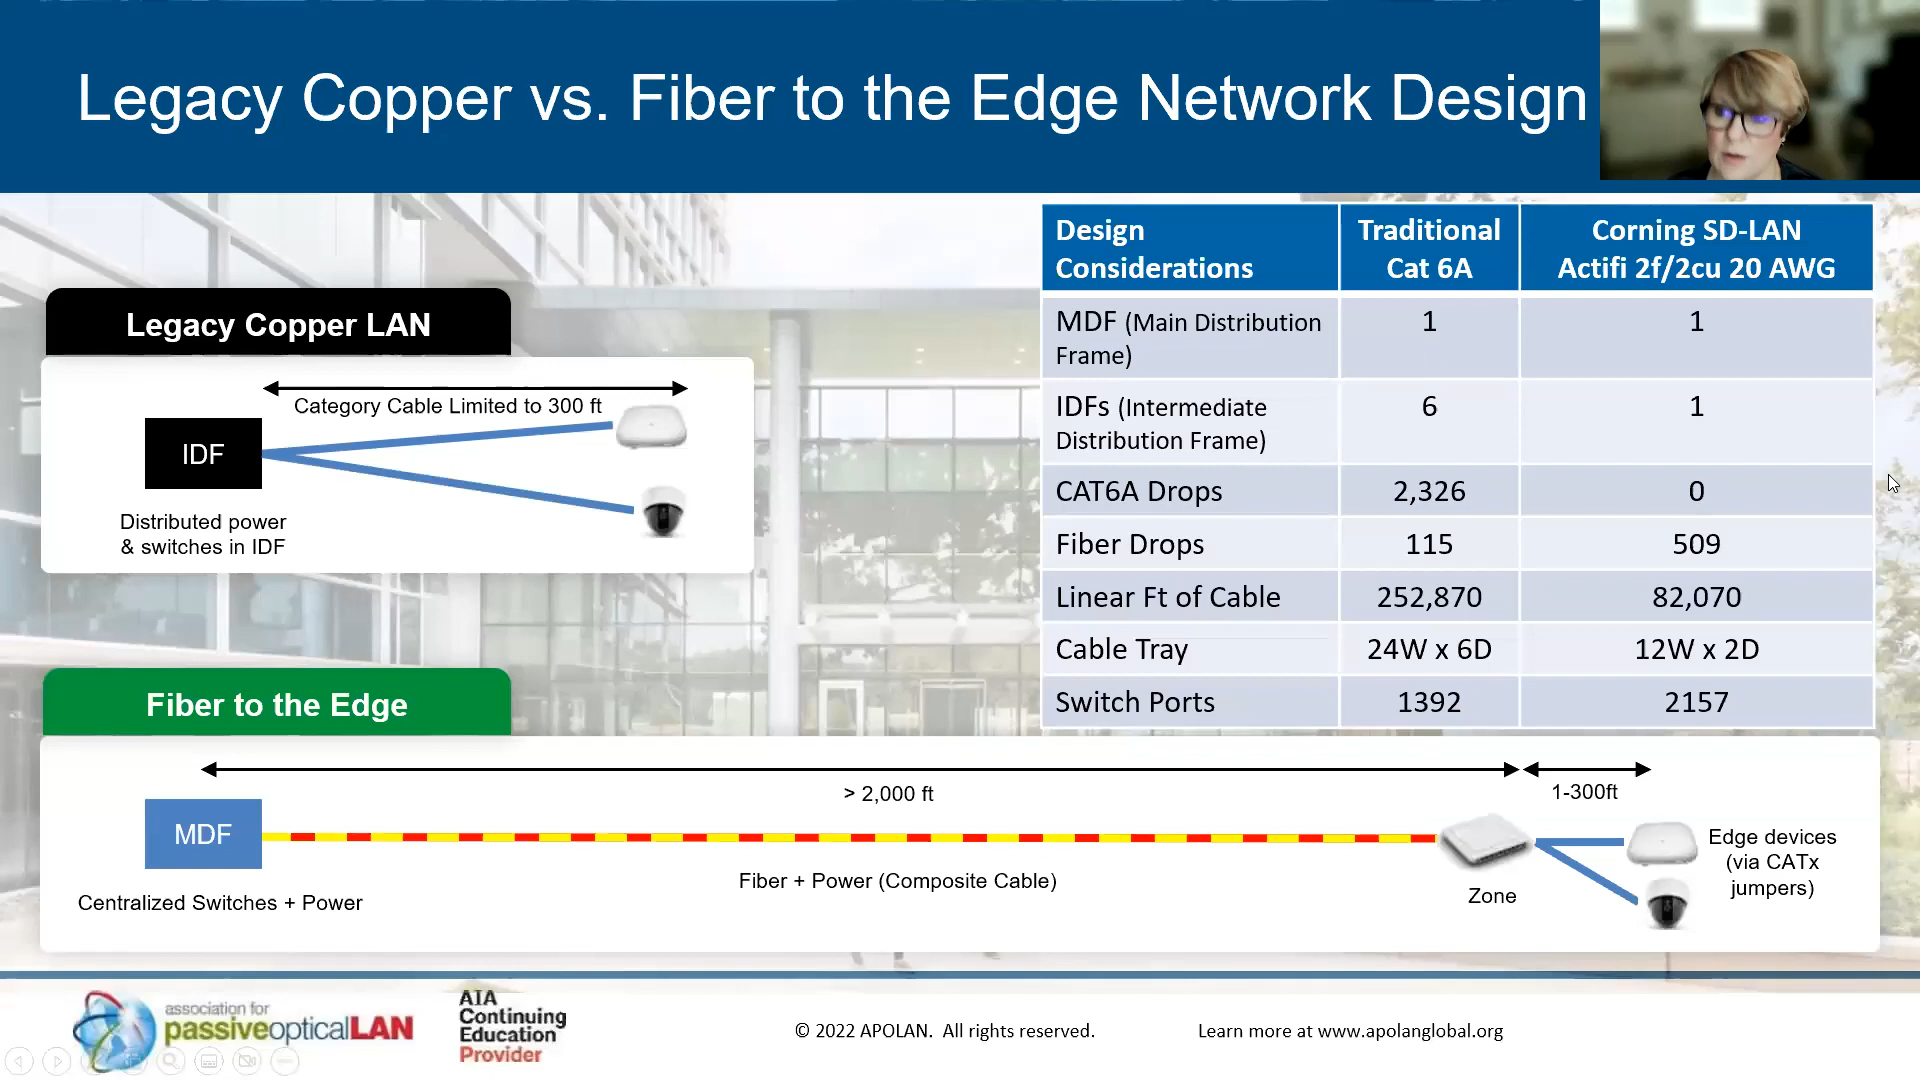 Legacy Copper vs. Fiber to the Edge Network Design
Legacy Copper LAN
Category Cable Limited to 300 ft
IDF
Distributed power
& switches in IDF
Design Considerations
Traditional Cat 6A
Corning SD-LAN Actifi 2f/2cu 20 AWG
MDF (Main Distribution Frame)
1
1
IDFs (Intermediate Distribution Frame)
6
1
CAT6A Drops
2,326
0
Fiber Drops
115
509
Linear Ft of Cable
252,870
82,070
Cable Tray
24W x 6D
12W x 2D
Switch Ports
1392
2157
Fiber to the Edge
> 2,000 ft
1-300ft
MDF
Centralized Switches + Power
Fiber + Power (Composite Cable)
Zone
Edge devices
(via CATx
jumpers)
association for
passiveopticalLAN
AIA
Continuing
Education
Provider
© 2022 APOLAN. All rights reserved.
Learn more at www.apolanglobal.org